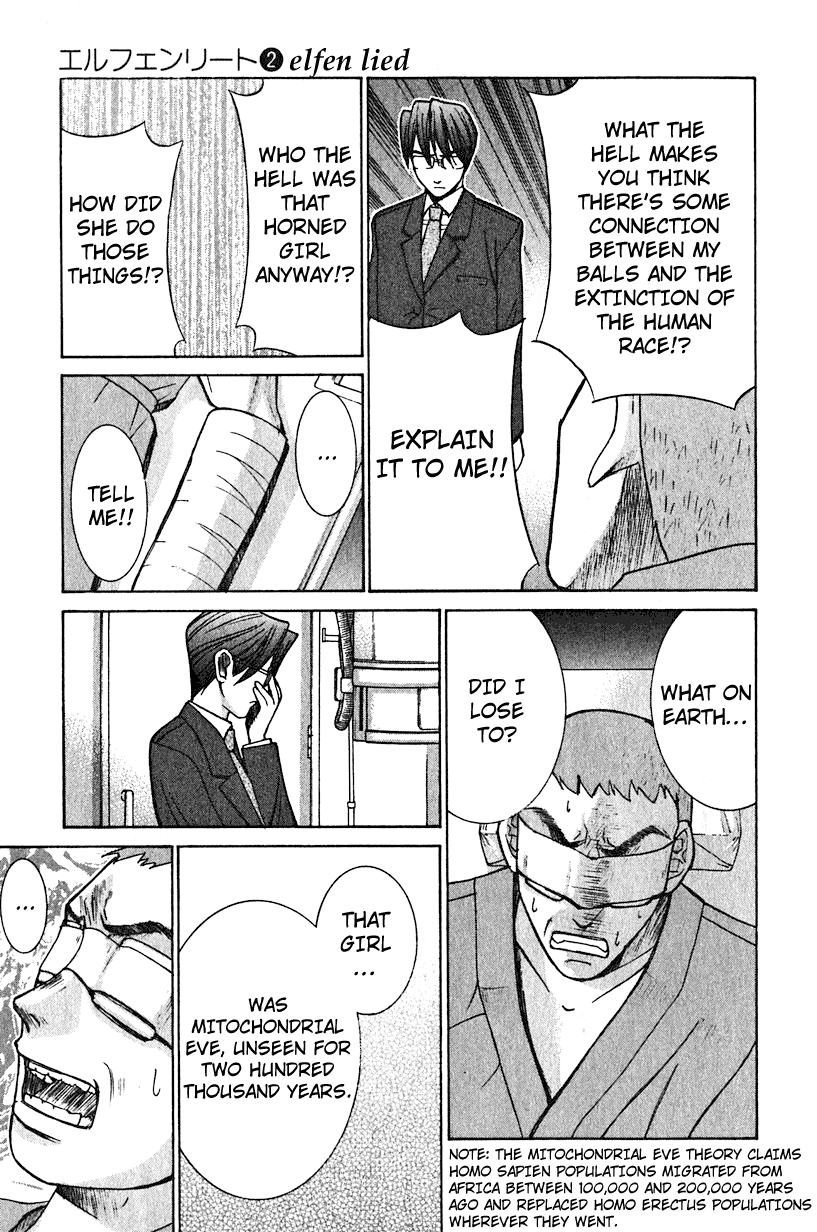 エルフェンリート2 elfen lied
WHAT THE
HELL MAKES
YOU THINK
THERE'S SOME
CONNECTION
BETWEEN MY
BALLS AND THE
EXTINCTION OF
THE HUMAN
RACE!?
EXPLAIN
IT TO ME!!
WHO THE
HELL WAS
THAT
HORNED
GIRL
ANYWAY!?
HOW DID
SHE DO
THOSE
THINGS!?
...
TELL
ME!!
WHAT ON
EARTH...
DID I
LOSE
TO?
THAT
GIRL
...
WAS
MITOCHONDRIAL
EVE, UNSEEN FOR
TWO HUNDRED
THOUSAND YEARS.
...
NOTE: THE MITOCHONDRIAL EVE THEORY CLAIMS
HOMO SAPIEN POPULATIONS MIGRATED FROM
AFRICA BETWEEN 100,000 AND 200,000 YEARS
AGO AND REPLACED HOMO ERECTUS POPULATIONS
WHEREVER THEY WENT.